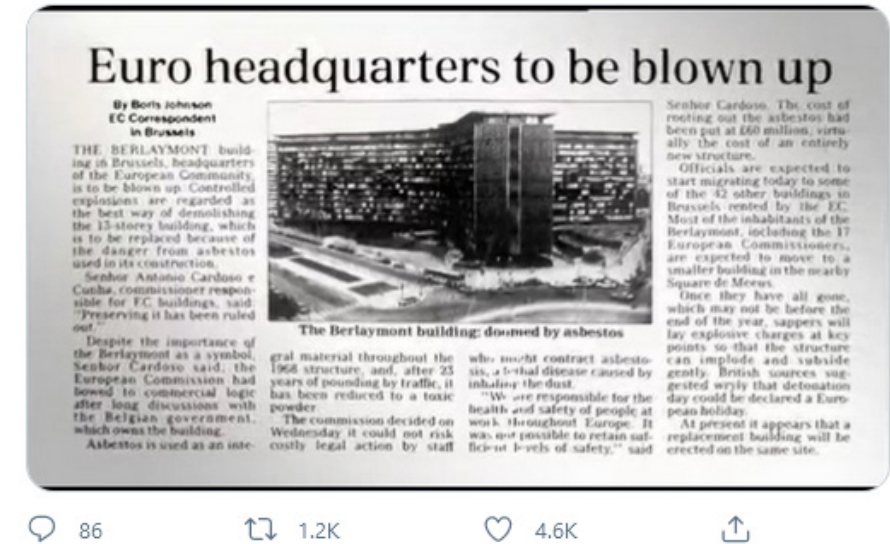 Euro headquarters to be blown up
By Boris Johnson
EC Correspondent
in Brussels
THE BERLAYMONT build-
ing in Brussels, headquarters
of the European Community,
is to be blown up. Controlled
explosions are regarded as
the best way of demolishing
the 13-storey building, which
is to be replaced because of
the danger from asbestos
used in its construction.
Senhor Antonio Cardoso e
Cunha, commissioner respon-
sible for EC buildings, said:
"Preserving it has been ruled
out."
Despite the importance of
the Berlaymont as a symbol,
Senhor Cardoso said, the
European Commission had
bowed to commercial logic
after long discussions with
the Belgian government,
which owns the building.
Asbestos is used as an inte-
The Berlaymont building: doomed by asbestos
gral material throughout the
1968 structure, and, after 23
years of pounding by traffic, it
has been reduced to a toxic
powder.
The commission decided on
Wednesday it could not risk
costly legal action by staff
who might contract asbesto-
sis, a lethal disease caused by
inhaling the dust.
"We are responsible for the
health and safety of people at
work throughout Europe. It
was not possible to retain suf-
ficient levels of safety," said
Senhor Cardoso. The cost of
rooting out the asbestos had
been put at £60 million, virtu-
ally the cost of an entirely
new structure.
Officials are expected to
start migrating today to some
of the 42 other buildings in
Brussels rented by the EC.
Most of the inhabitants of the
Berlaymont, including the 17
European Commissioners,
are expected to move to a
smaller building in the nearby
Square de Meeus.
Once they have all gone,
which may not be before the
end of the year, sappers will
lay explosive charges at key
points so that the structure
can implode and subside
gently. British sources sug-
gested wryly that detonation
day could be declared a Euro-
pean holiday.
At present it appears that a
replacement building will be
erected on the same site.
86
1.2K
4.6K